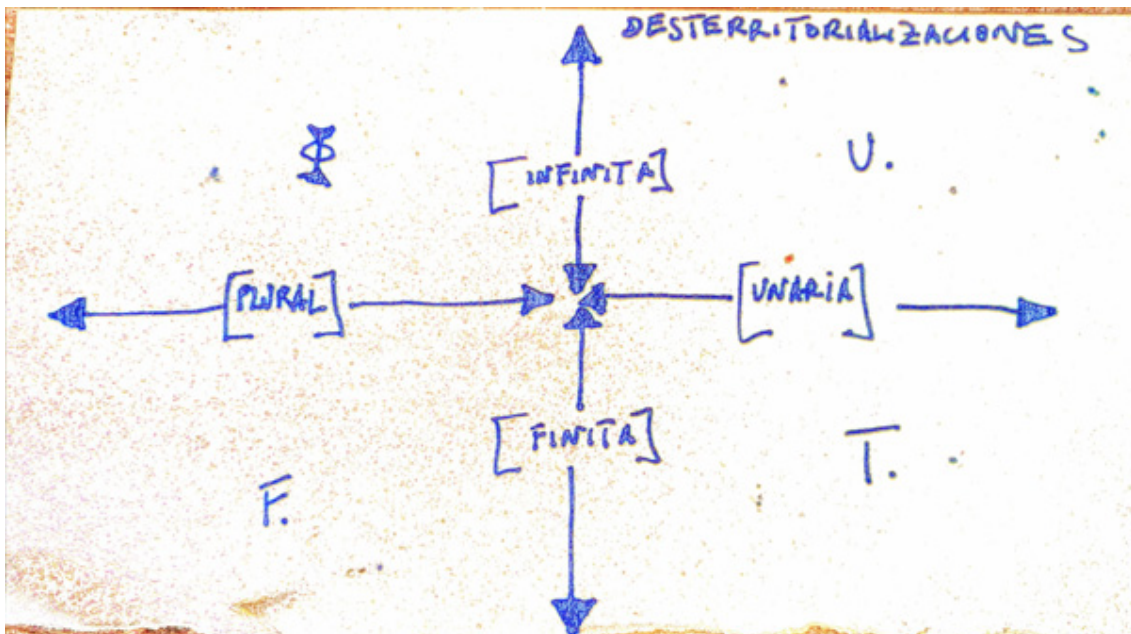 DESTERRITORIALIZACIONES
U.
[INFINITA]
[PLURAL]
[UNARIA]
[FINITA]
T.
F.